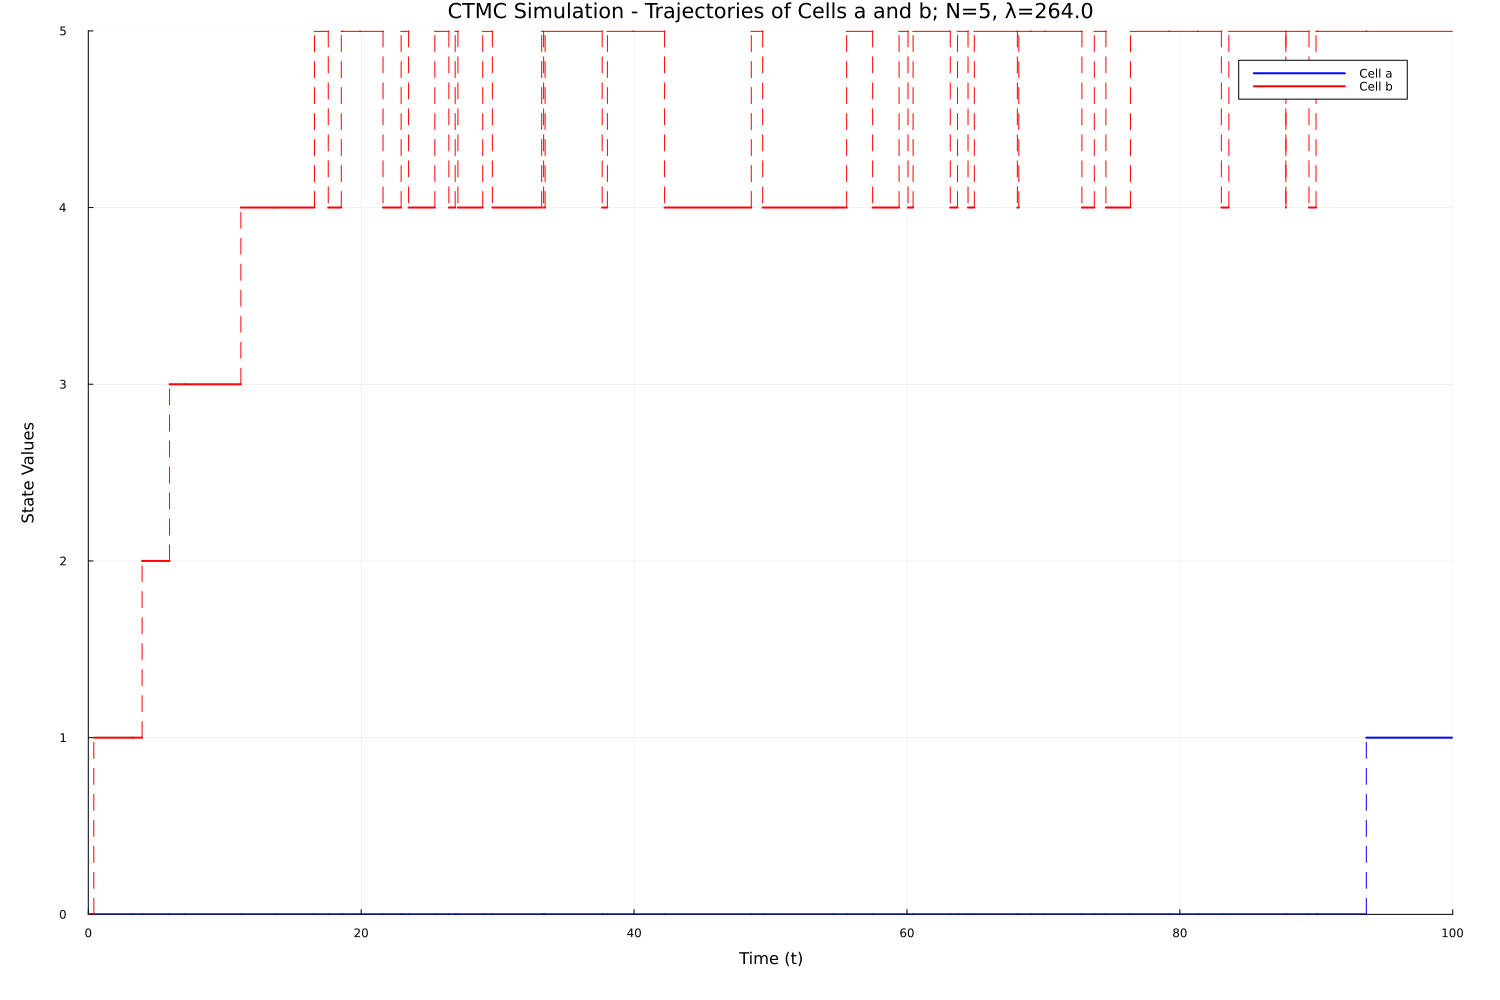 CTMC Simulation - Trajectories of Cells a and b; N=5, λ=264.0
5
Cell a
Cell b
4
3
State Values
2
1
0
0 20 40 60 80 100
Time (t)